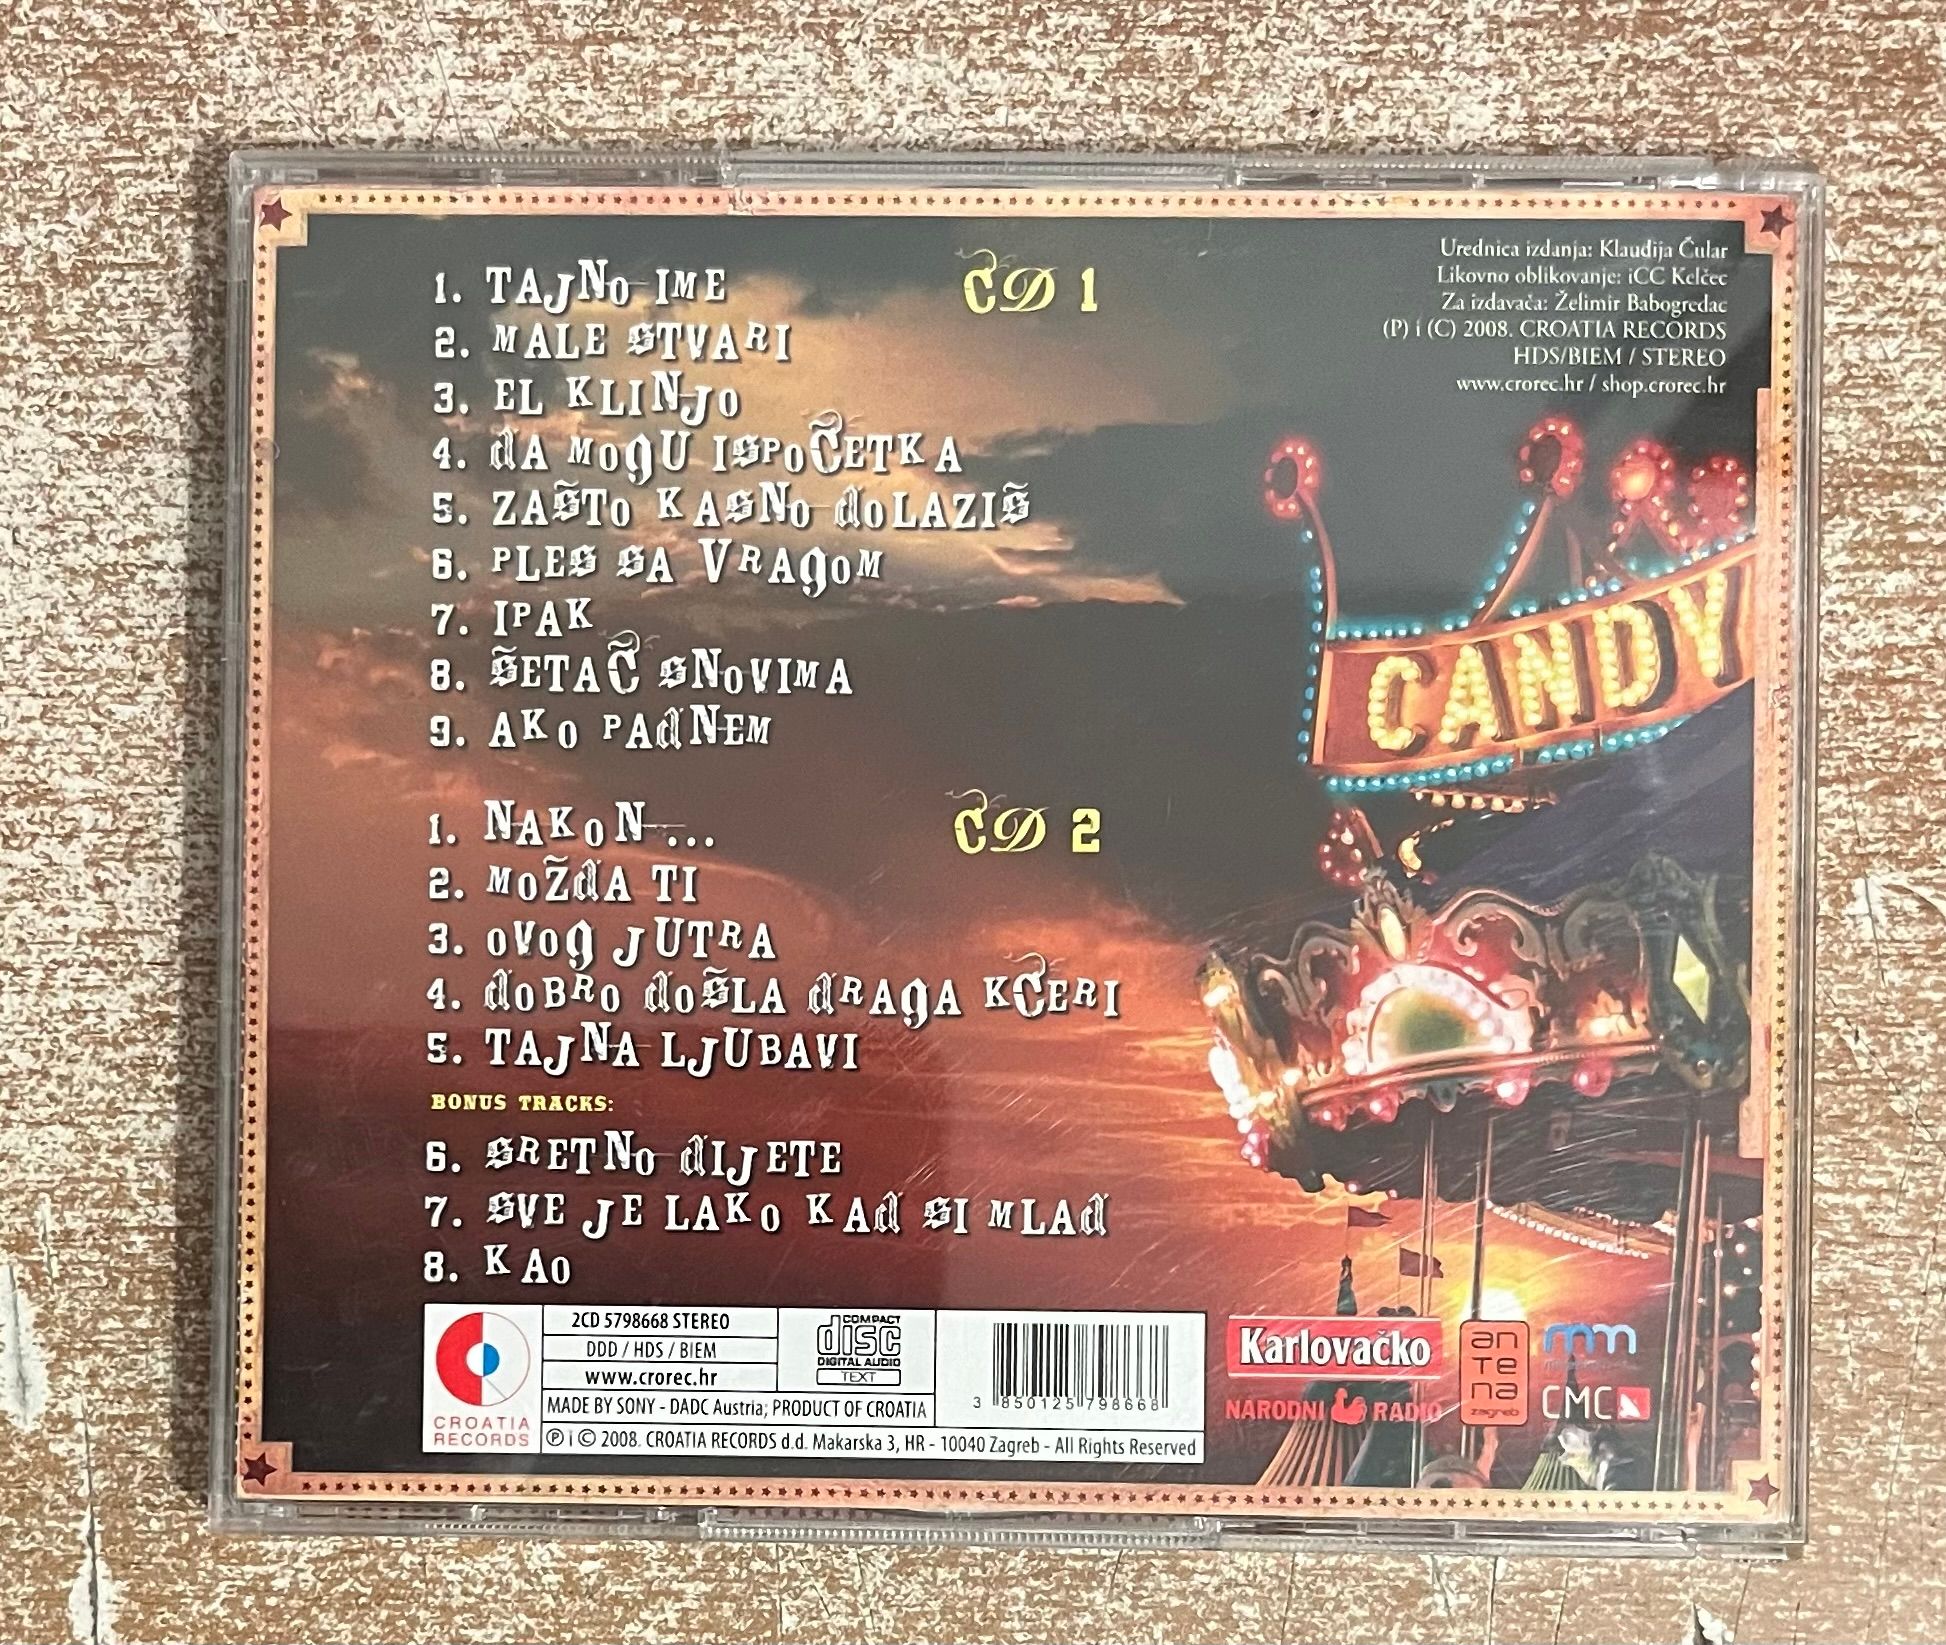 CD 1
1. TAJNO IME
2. MALE STVARI
3. EL KLINJO
4. DA MOGU ISPOČETKA
5. ZAŠTO KASNO DOLAZIŠ
6. PLES SA VRAGOM
7. IPAK
8. ŠETAČ SNOVIMA
9. AKO PADNEM
CD 2
1. NAKON ...
2. MOŽDA TI
3. OVOG JUTRA
4. DOBRO DOŠLA DRAGA KĆERI
5. TAJNA LJUBAVI
BONUS TRACKS:
6. SRETNO DIJETE
7. SVE JE LAKO KAD SI MLAD
8. KAO
Urednica izdanja: Klaudija Čular
Likovno oblikovanje: iCC Kelčec
Za izdavača: Želimir Babogredac
(P) i (C) 2008. CROATIA RECORDS
HDS/BIEM / STEREO
www.crorec.hr / shop.crorec.hr
CANDY
CROATIA
RECORDS
2CD 5798668 STEREO
DDD / HDS / BIEM
www.crorec.hr
MADE BY SONY - DADC Austria; PRODUCT OF CROATIA
Ⓟ i © 2008. CROATIA RECORDS d.d. Makarska 3, HR - 10040 Zagreb - All Rights Reserved
COMPACT
disc
DIGITAL AUDIO
TEXT
3 850125 798668
Karlovačko
NARODNI RADIO
an
te
na
zagreb
mm
CMC